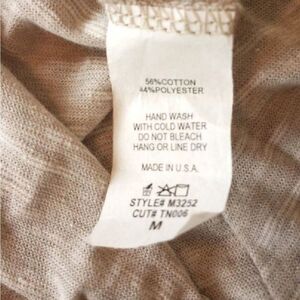 56%COTTON
44%POLYESTER
HAND WASH
WITH COLD WATER
DO NOT BLEACH
HANG OR LINE DRY
MADE IN U.S.A.
STYLE# M3252
CUT# TN006
M